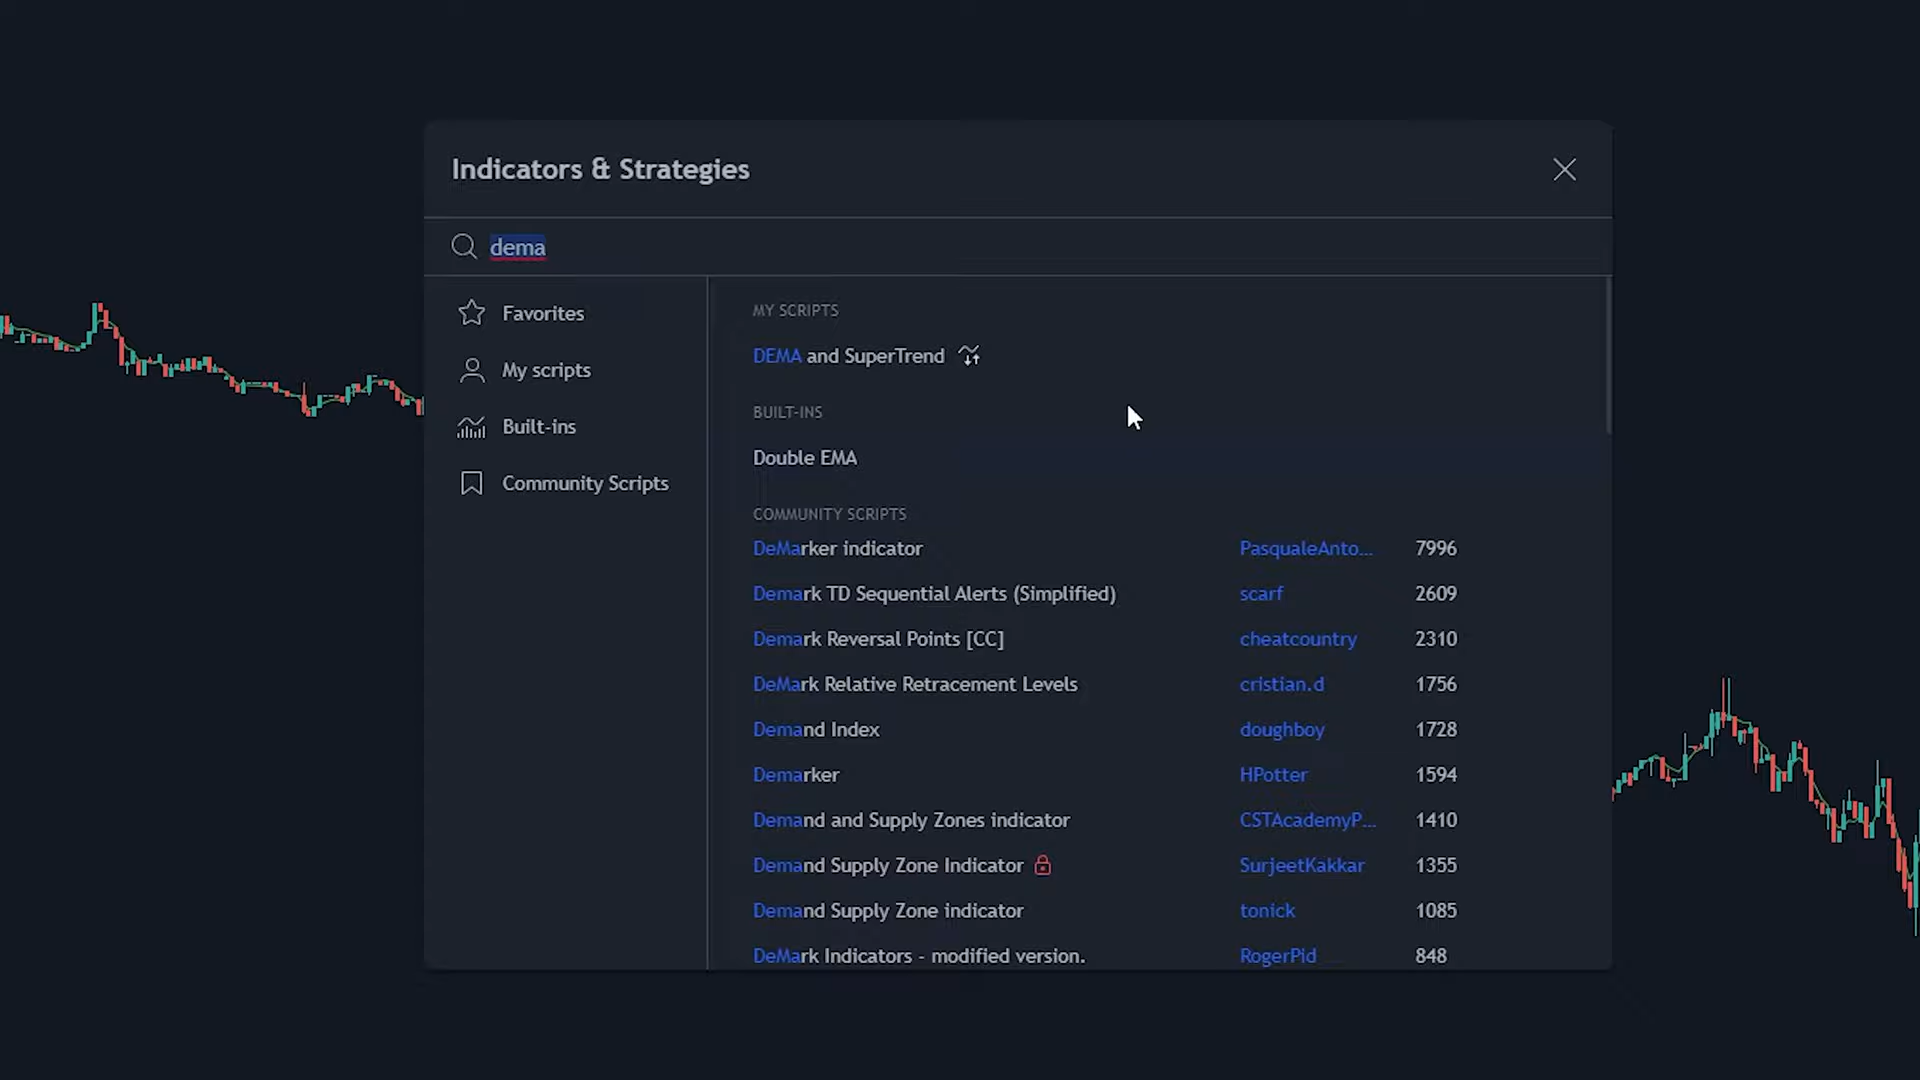 Indicators & Strategies
dema
Favorites
My scripts
Built-ins
Community Scripts
MY SCRIPTS
DEMA and SuperTrend
BUILT-INS
Double EMA
COMMUNITY SCRIPTS
DeMarker indicator PasqualeAnto... 7996
Demark TD Sequential Alerts (Simplified) scarf 2609
Demark Reversal Points [CC] cheatcountry 2310
DeMark Relative Retracement Levels cristian.d 1756
Demand Index doughboy 1728
Demarker HPotter 1594
Demand and Supply Zones indicator CSTAcademyP... 1410
Demand Supply Zone Indicator SurjeetKakkar 1355
Demand Supply Zone indicator tonick 1085
DeMark Indicators - modified version. RogerPid 848